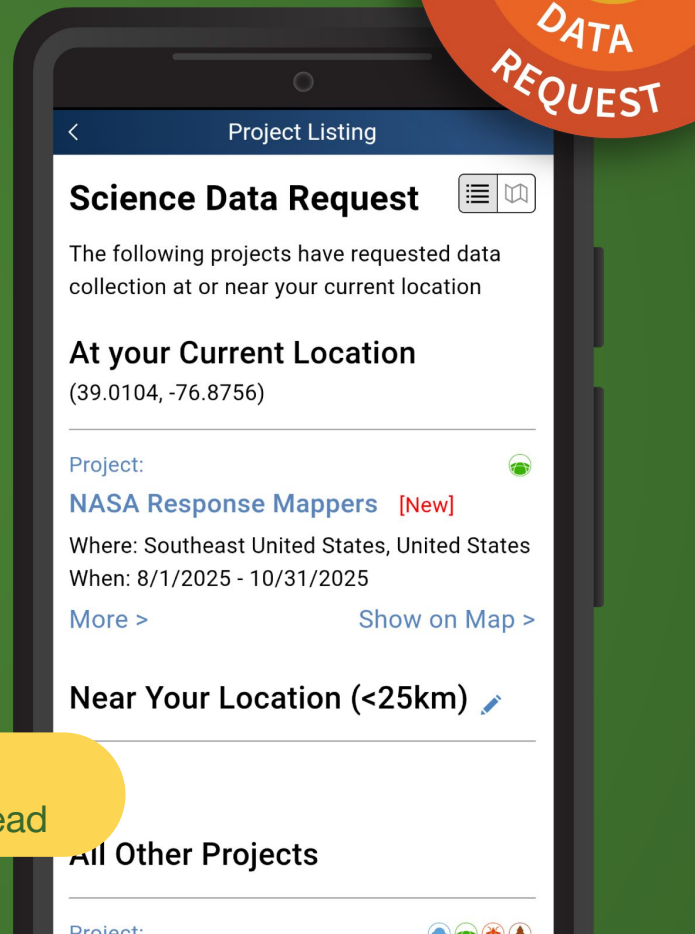 DATA
REQUEST
Project Listing
Science Data Request
The following projects have requested data
collection at or near your current location
At your Current Location
(39.0104, -76.8756)
Project:
NASA Response Mappers [New]
Where: Southeast United States, United States
When: 8/1/2025 - 10/31/2025
More > Show on Map >
Near Your Location (<25km)
All Other Projects
Project: